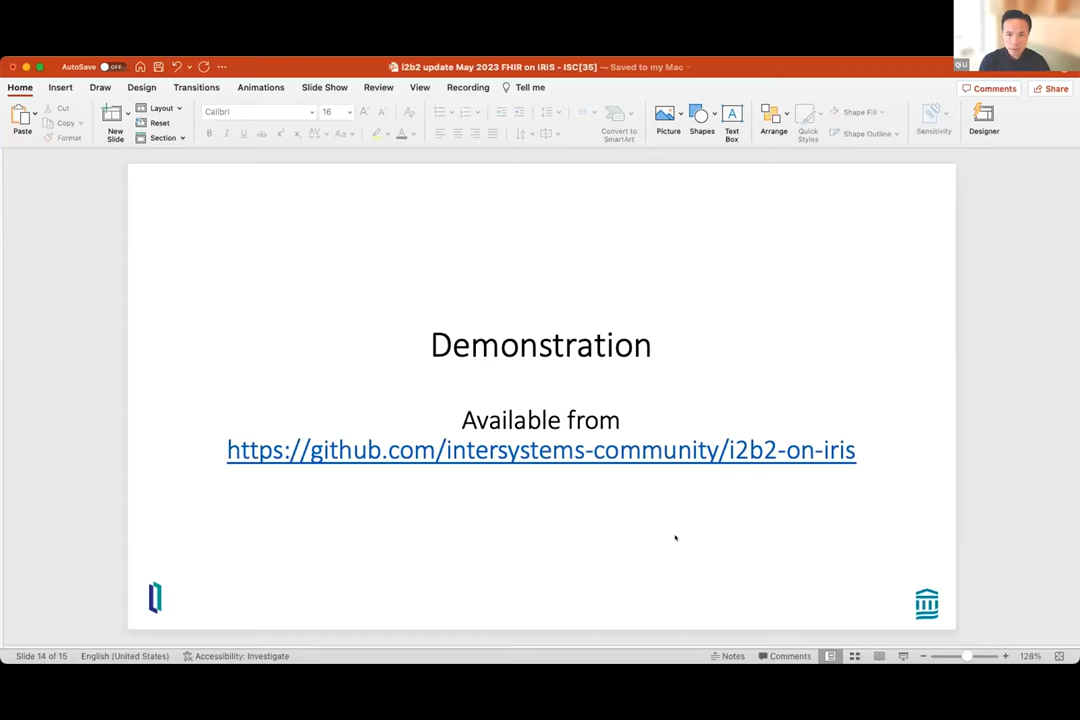 AutoSave OFF
i2b2 update May 2023 FHIR on IRIS - ISC[35] — Saved to my Mac
Qi Li
Home Insert Draw Design Transitions Animations Slide Show Review View Recording Tell me
Comments Share
Paste
Cut
Copy
Format
New Slide
Layout
Reset
Section
Calibri 16
Convert to SmartArt
Picture
Shapes
Text Box
Arrange
Quick Styles
Shape Fill
Shape Outline
Sensitivity
Designer
Demonstration
Available from
https://github.com/intersystems-community/i2b2-on-iris
Slide 14 of 15 English (United States) Accessibility: Investigate Notes Comments 128%